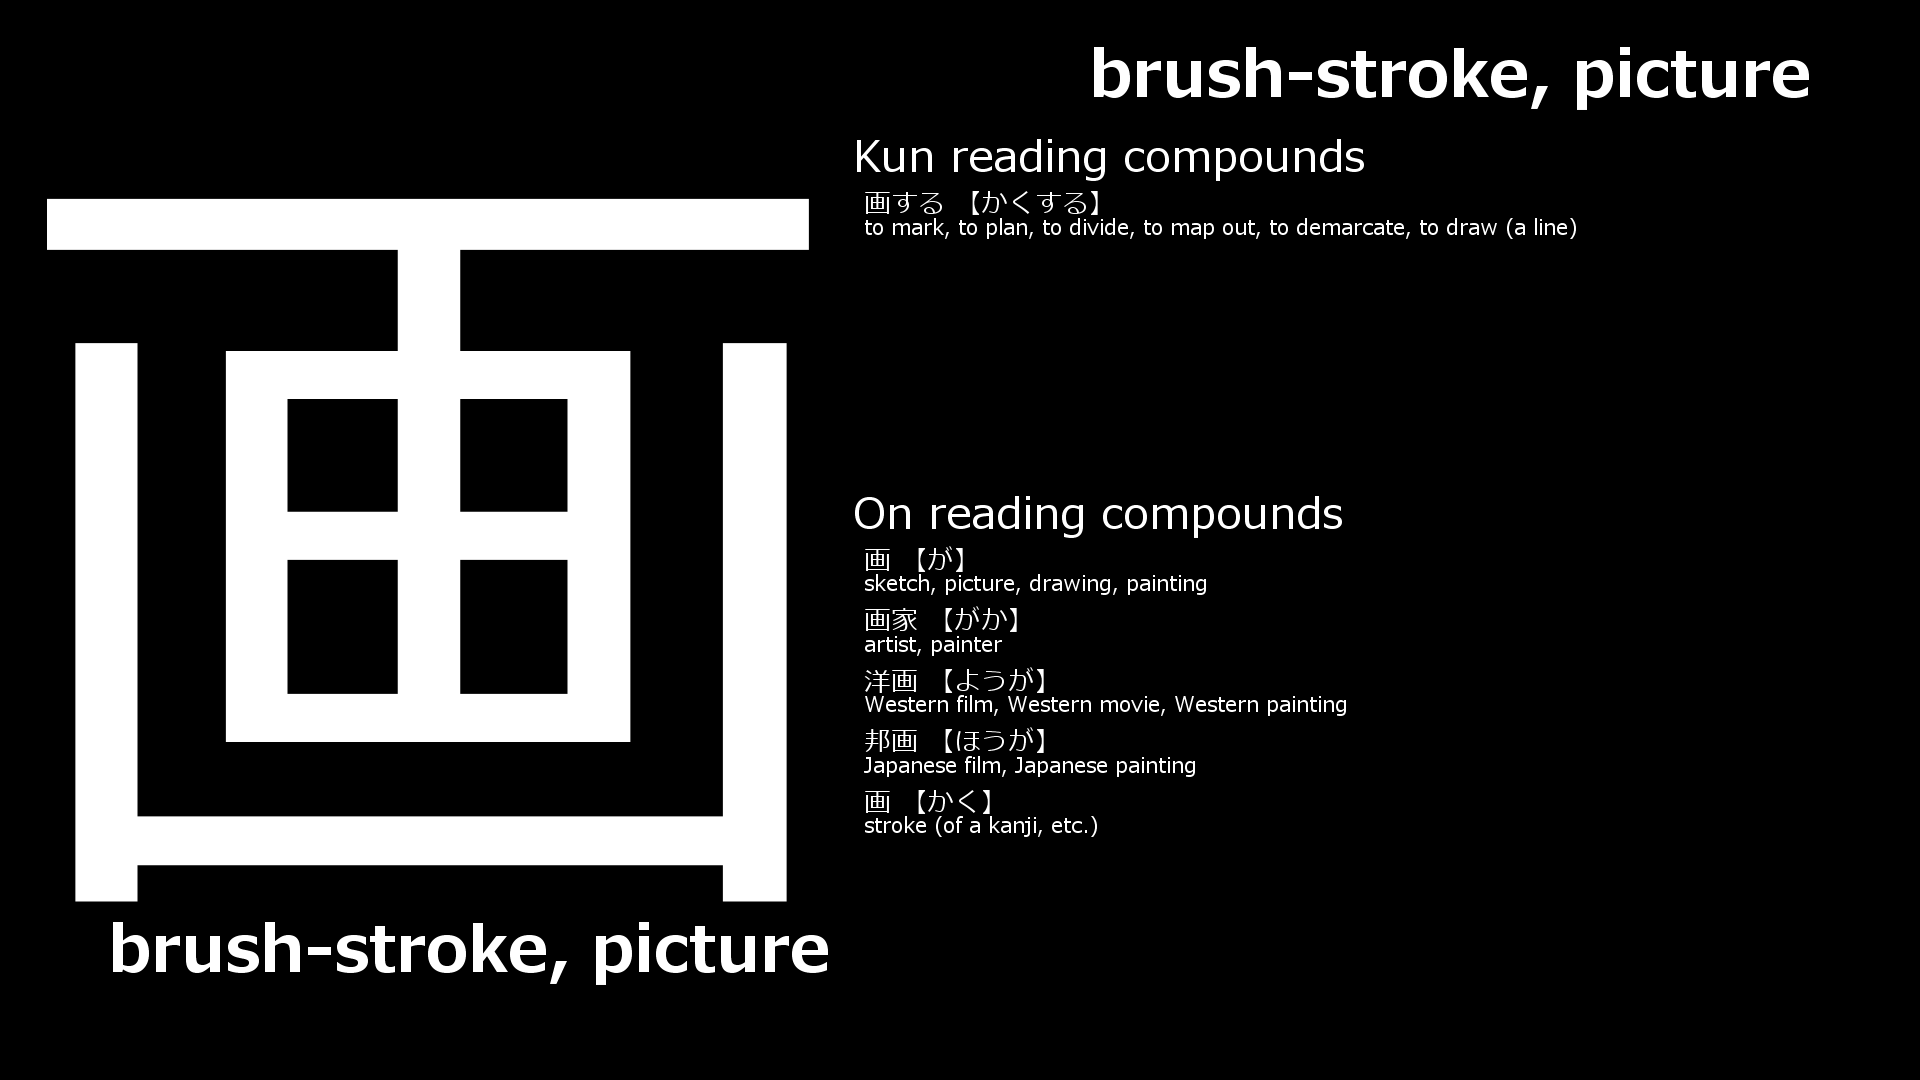 画
brush-stroke, picture
brush-stroke, picture
Kun reading compounds
画する 【かくする】
to mark, to plan, to divide, to map out, to demarcate, to draw (a line)
On reading compounds
画 【が】
sketch, picture, drawing, painting
画家 【がか】
artist, painter
洋画 【ようが】
Western film, Western movie, Western painting
邦画 【ほうが】
Japanese film, Japanese painting
画 【かく】
stroke (of a kanji, etc.)